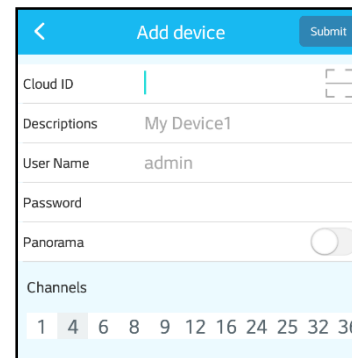 Add device Submit
Cloud ID
Descriptions My Device1
User Name admin
Password
Panorama
Channels
1 4 6 8 9 12 16 24 25 32